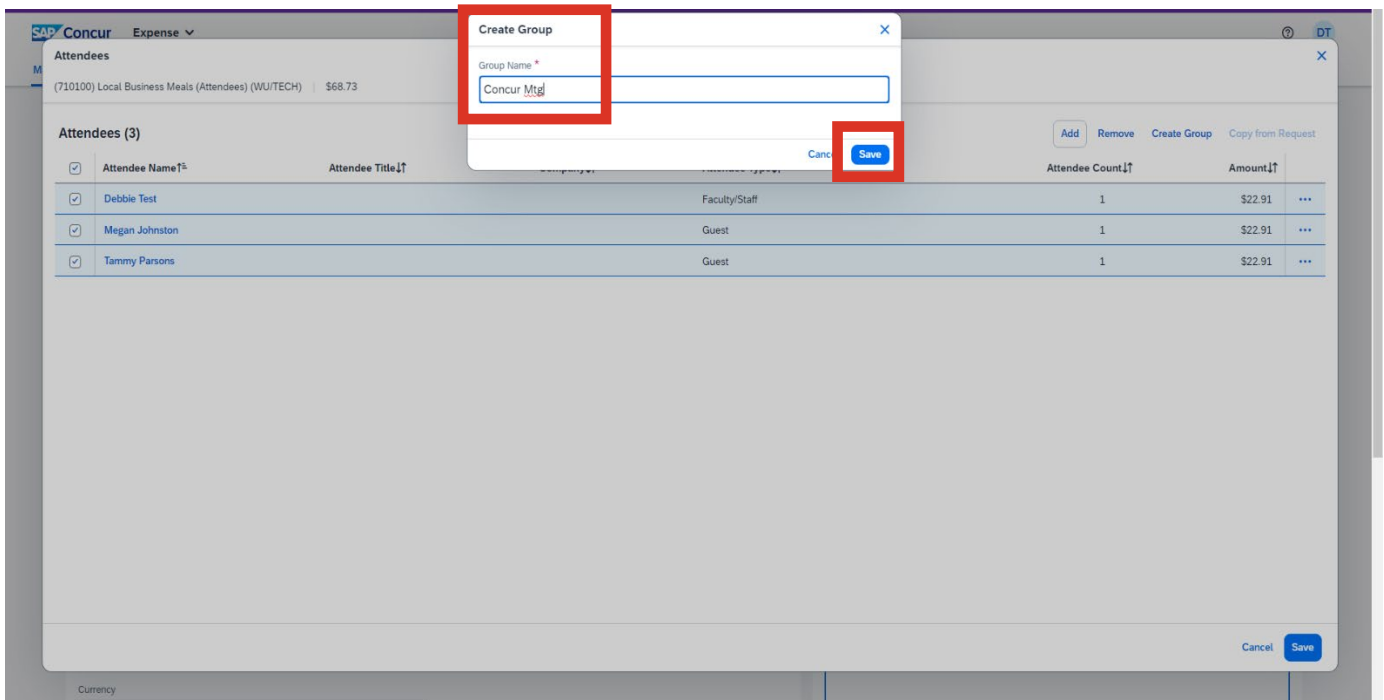 SAP Concur Expense
DT
M
Attendees
(710100) Local Business Meals (Attendees) (WU/TECH) | $68.73
Create Group
Group Name *
Concur Mtg
Save
Attendees (3)
Add Remove Create Group Copy from Request
Attendee Name Attendee Title Attendee Count Amount
Debbie Test Faculty/Staff 1 $22.91
Megan Johnston Guest 1 $22.91
Tammy Parsons Guest 1 $22.91
Cancel Save
Currency